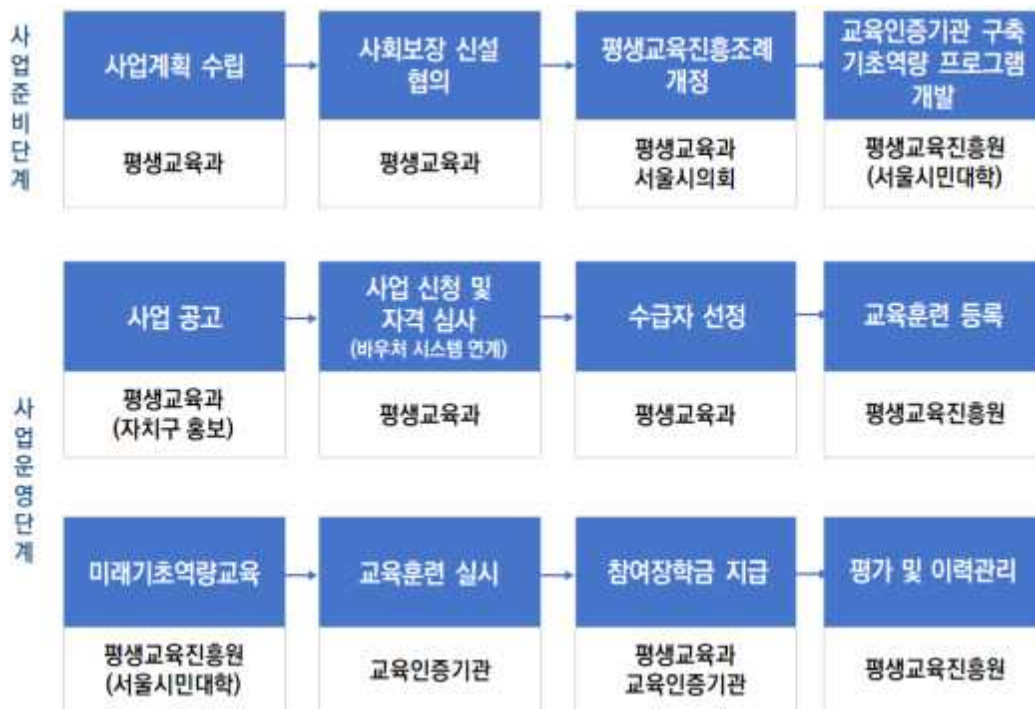 사업준비단계
사업계획 수립
평생교육과
사회보장 신설
협의
평생교육과
평생교육진흥조례
개정
평생교육과
서울시의회
교육인증기관 구축
기초역량 프로그램
개발
평생교육진흥원
(서울시민대학)
사업운영단계
사업 공고
평생교육과
(자치구 홍보)
사업 신청 및
자격 심사
(바우처 시스템 연계)
평생교육과
수급자 선정
평생교육과
교육훈련 등록
평생교육진흥원
미래기초역량교육
평생교육진흥원
(서울시민대학)
교육훈련 실시
교육인증기관
참여장학금 지급
평생교육과
교육인증기관
평가 및 이력관리
평생교육진흥원